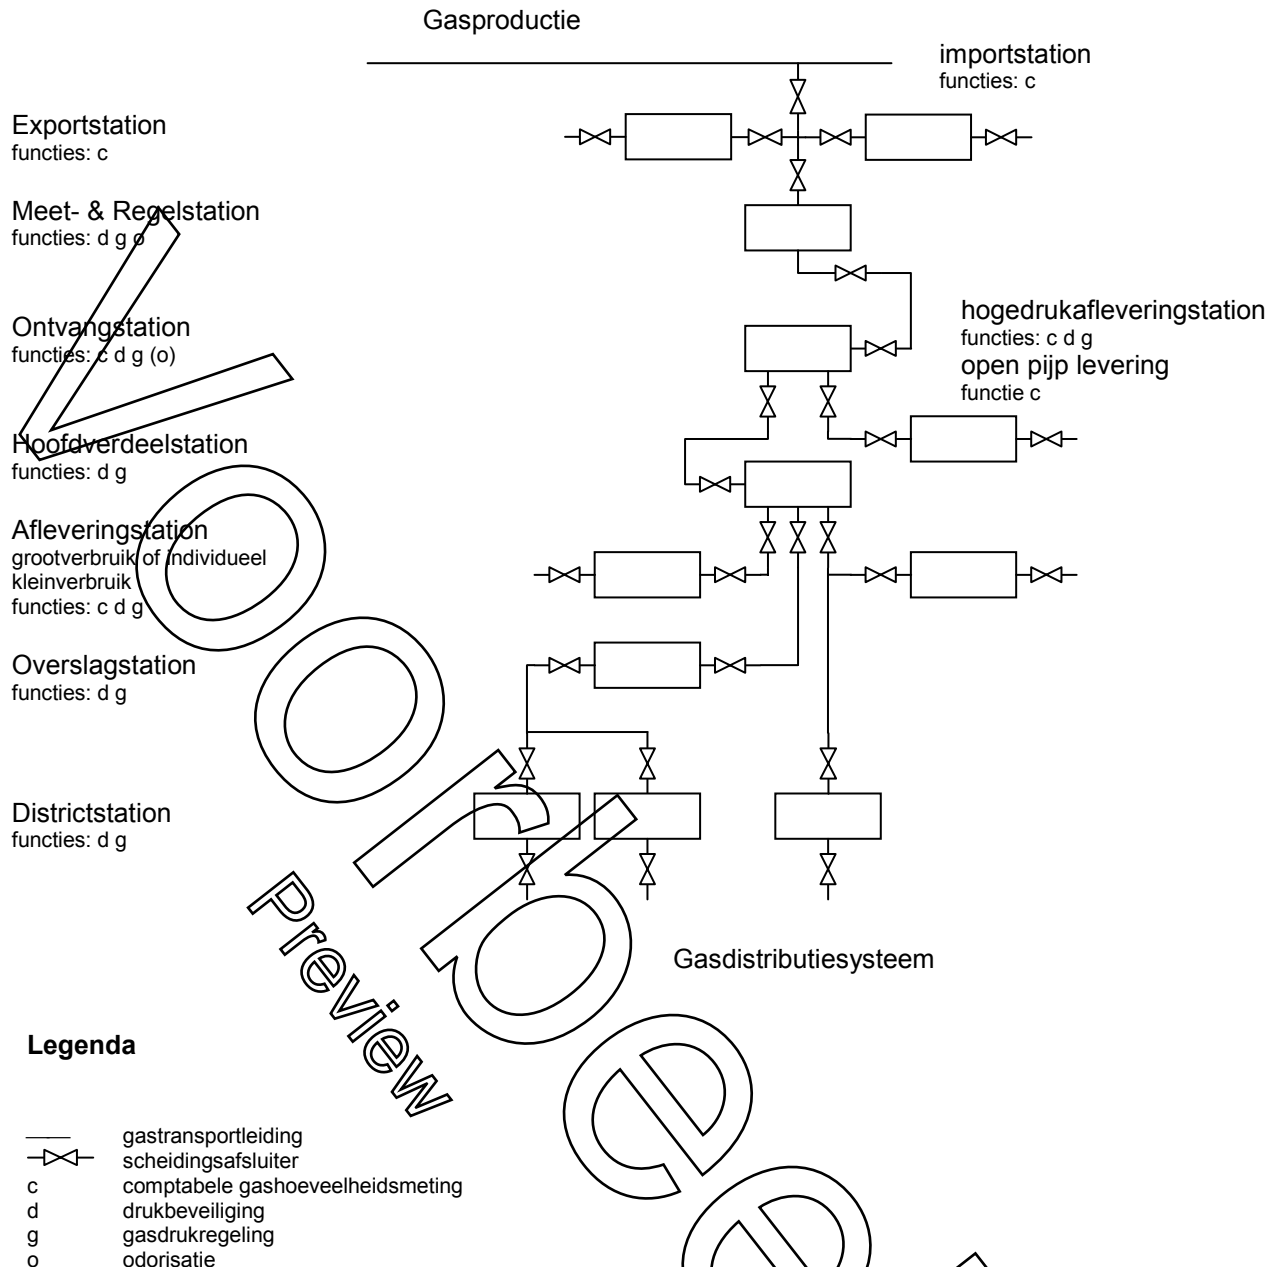 Gasproductie
importstation
functies: c
Exportstation
functies: c
Meet- & Regelstation
functies: d g o
hogedrukafleveringstation
functies: c d g
open pijp levering
functie c
Ontvangstation
functies: c d g (o)
Hoofdverdeelstation
functies: d g
Afleveringstation
grootverbruik of individueel
kleinverbruik
functies: c d g
Overslagstation
functies: d g
Districtstation
functies: d g
Gasdistributiesysteem
Legenda
gastransportleiding
scheidingsafsluiter
c comptabele gashoeveelheidsmeting
d drukbeveiliging
g gasdrukregeling
o odorisatie
Preview